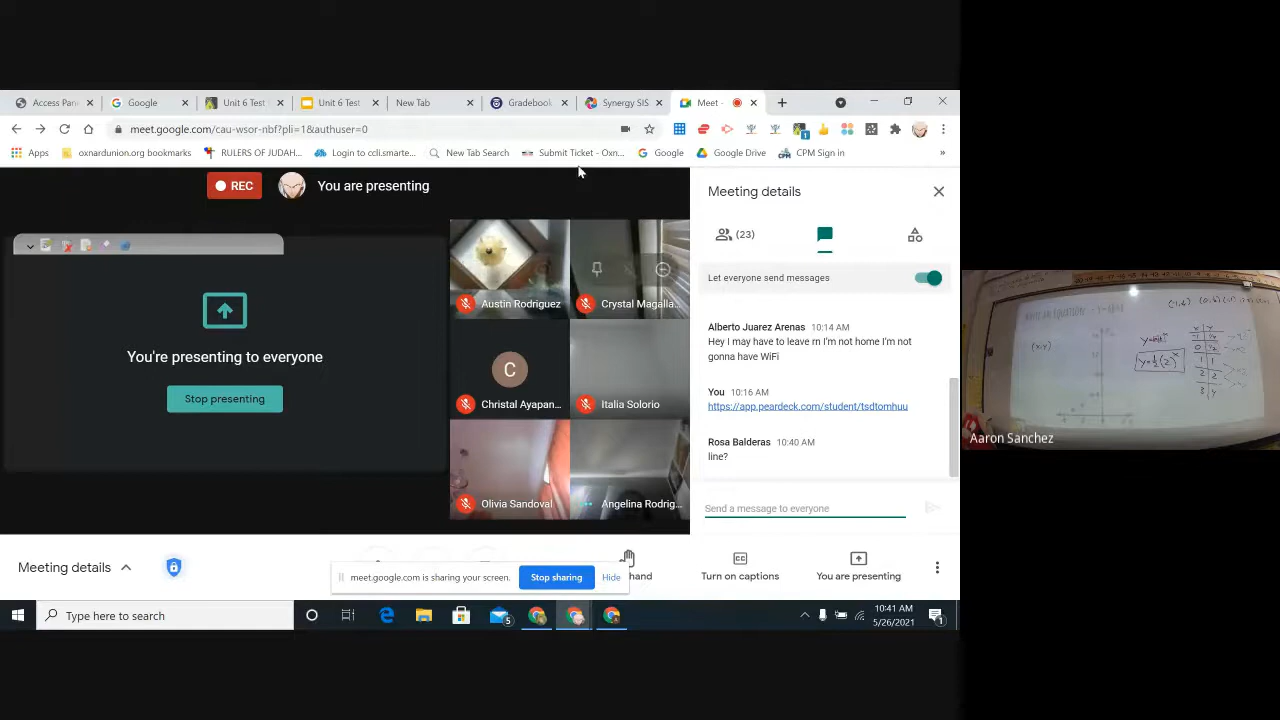 Access Pan
Google
Unit 6 Test
Unit 6 Test
New Tab
Gradebook
Synergy SIS
Meet -
meet.google.com/cau-wsor-nbf?pli=1&authuser=0
Apps
oxnardunion.org bookmarks
RULERS OF JUDAH...
Login to ccli.smarte...
New Tab Search
Submit Ticket - Oxn...
Google
Google Drive
CPM Sign in
»
REC
You are presenting
You're presenting to everyone
Stop presenting
Austin Rodriguez
Crystal Magalla...
C
Christal Ayapan...
Italia Solorio
Olivia Sandoval
Angelina Rodrig...
Meeting details
(23)
Let everyone send messages
Alberto Juarez Arenas 10:14 AM
Hey I may have to leave rn I'm not home I'm not
gonna have WiFi
You 10:16 AM
https://app.peardeck.com/student/tsdtomhuu
Rosa Balderas 10:40 AM
line?
Send a message to everyone
Meeting details
meet.google.com is sharing your screen.
Stop sharing
Hide
hand
Turn on captions
You are presenting
Type here to search
5
10:41 AM
5/26/2021
1
(x,y)
y=½(2)ˣ
Aaron Sanchez